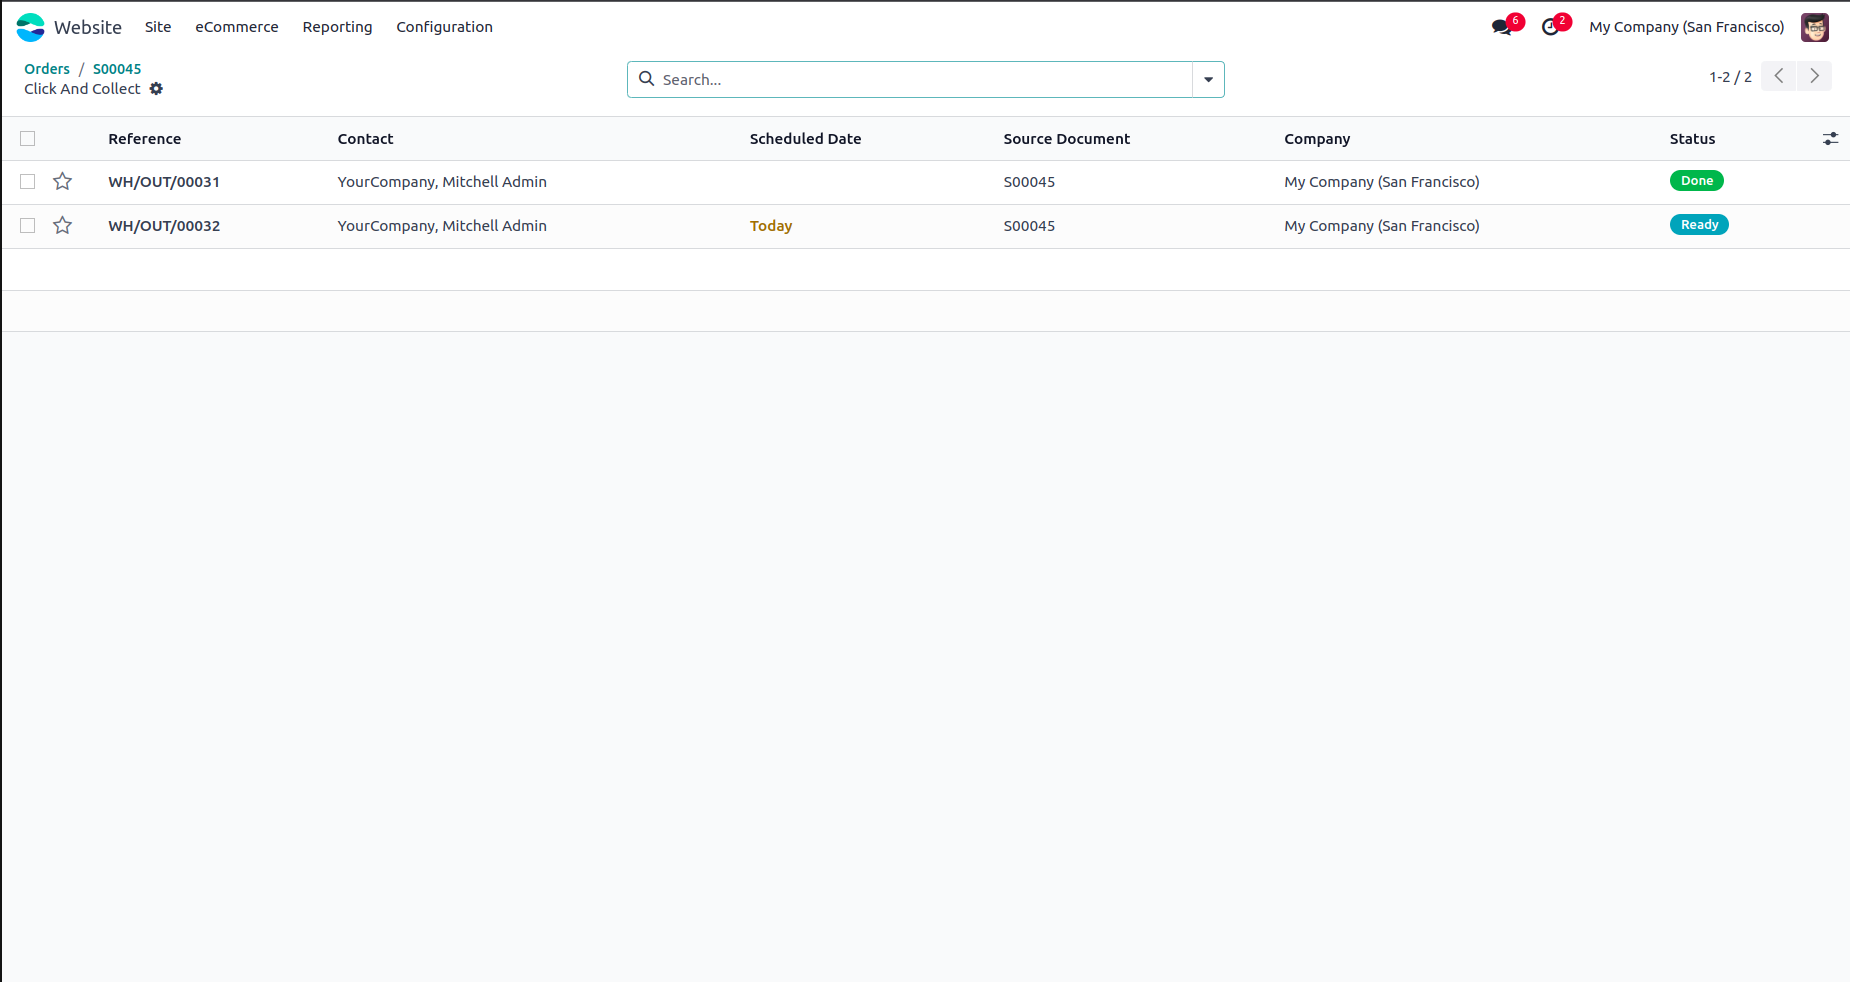 Website Site eCommerce Reporting Configuration 6 2 My Company (San Francisco)
Orders / S00045
Click And Collect
Search...
1-2 / 2
Reference Contact Scheduled Date Source Document Company Status
WH/OUT/00031 YourCompany, Mitchell Admin S00045 My Company (San Francisco) Done
WH/OUT/00032 YourCompany, Mitchell Admin Today S00045 My Company (San Francisco) Ready